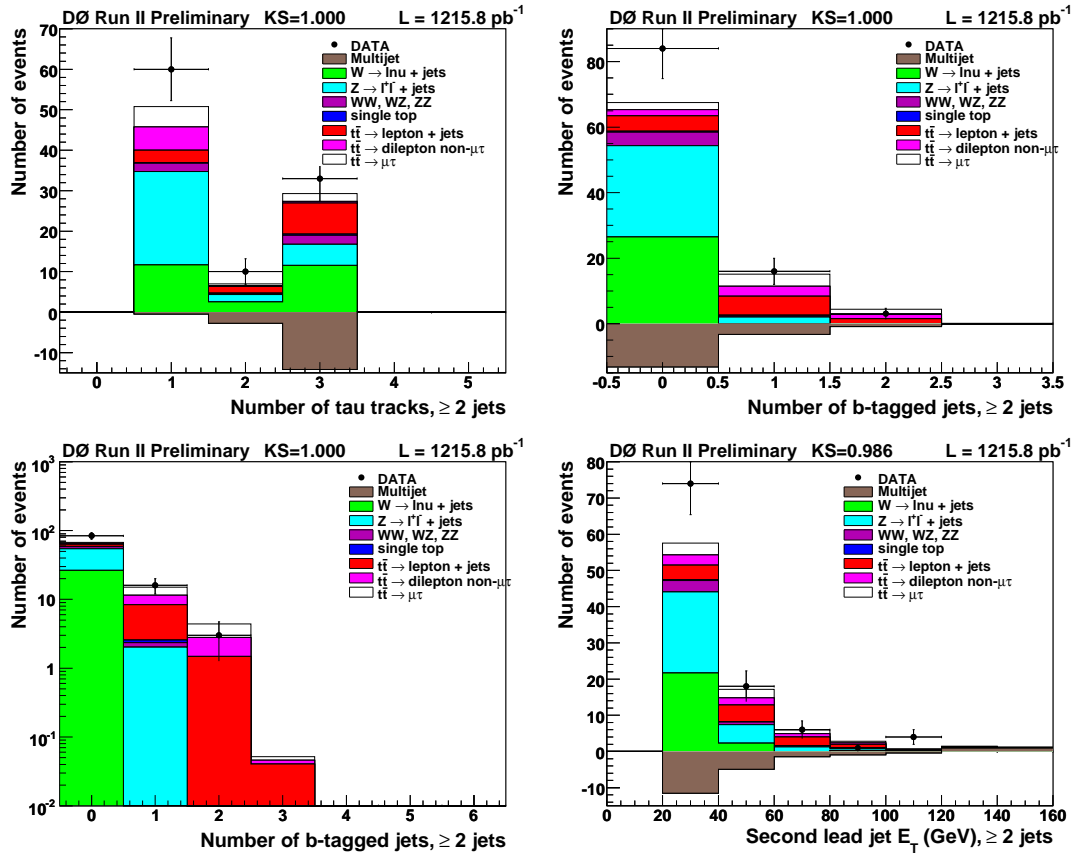 DØ Run II Preliminary KS=1.000 L = 1215.8 pb⁻¹
Number of events
70
60
50
40
30
20
10
0
-10
DATA
Multijet
W → lnu + jets
Z → l⁺l⁻ + jets
WW, WZ, ZZ
single top
tt̄ → lepton + jets
tt̄ → dilepton non-μτ
tt̄ → μτ
0 1 2 3 4 5
Number of tau tracks, ≥ 2 jets
DØ Run II Preliminary KS=1.000 L = 1215.8 pb⁻¹
Number of events
80
60
40
20
0
DATA
Multijet
W → lnu + jets
Z → l⁺l⁻ + jets
WW, WZ, ZZ
single top
tt̄ → lepton + jets
tt̄ → dilepton non-μτ
tt̄ → μτ
-0.5 0 0.5 1 1.5 2 2.5 3 3.5
Number of b-tagged jets, ≥ 2 jets
DØ Run II Preliminary KS=1.000 L = 1215.8 pb⁻¹
Number of events
10³
10²
10
1
10⁻¹
10⁻²
DATA
Multijet
W → lnu + jets
Z → l⁺l⁻ + jets
WW, WZ, ZZ
single top
tt̄ → lepton + jets
tt̄ → dilepton non-μτ
tt̄ → μτ
0 1 2 3 4 5 6
Number of b-tagged jets, ≥ 2 jets
DØ Run II Preliminary KS=0.986 L = 1215.8 pb⁻¹
Number of events
80
70
60
50
40
30
20
10
0
-10
DATA
Multijet
W → lnu + jets
Z → l⁺l⁻ + jets
WW, WZ, ZZ
single top
tt̄ → lepton + jets
tt̄ → dilepton non-μτ
tt̄ → μτ
0 20 40 60 80 100 120 140 160
Second lead jet E_T (GeV), ≥ 2 jets